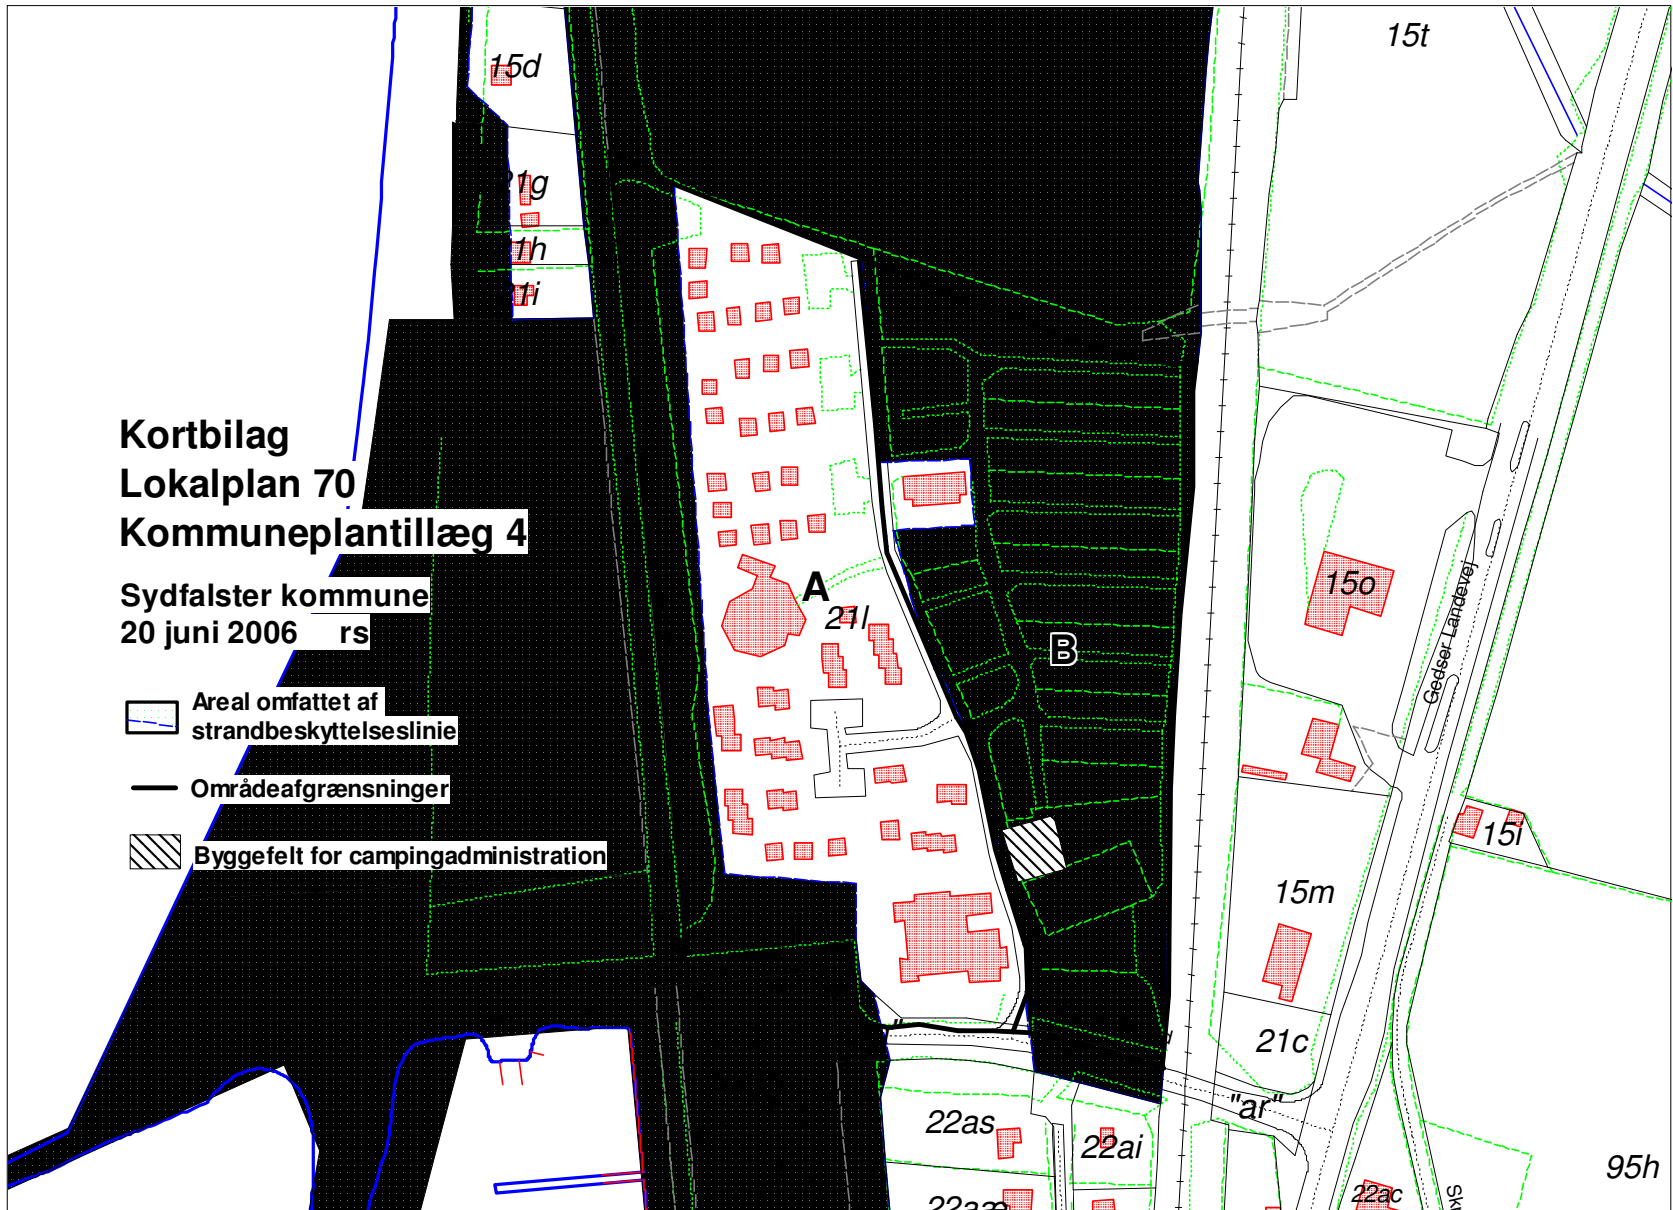 15t
15d
1g
1h
1i
Kortbilag
Lokalplan 70
Kommuneplantillæg 4
Sydfalster kommune
20 juni 2006 rs
Areal omfattet af
strandbeskyttelseslinie
Områdeafgrænsninger
Byggefelt for campingadministration
A
21l
B
15o
Gedser Landevej
15i
15m
21c
"ar"
22as
22ai
22ac
95h